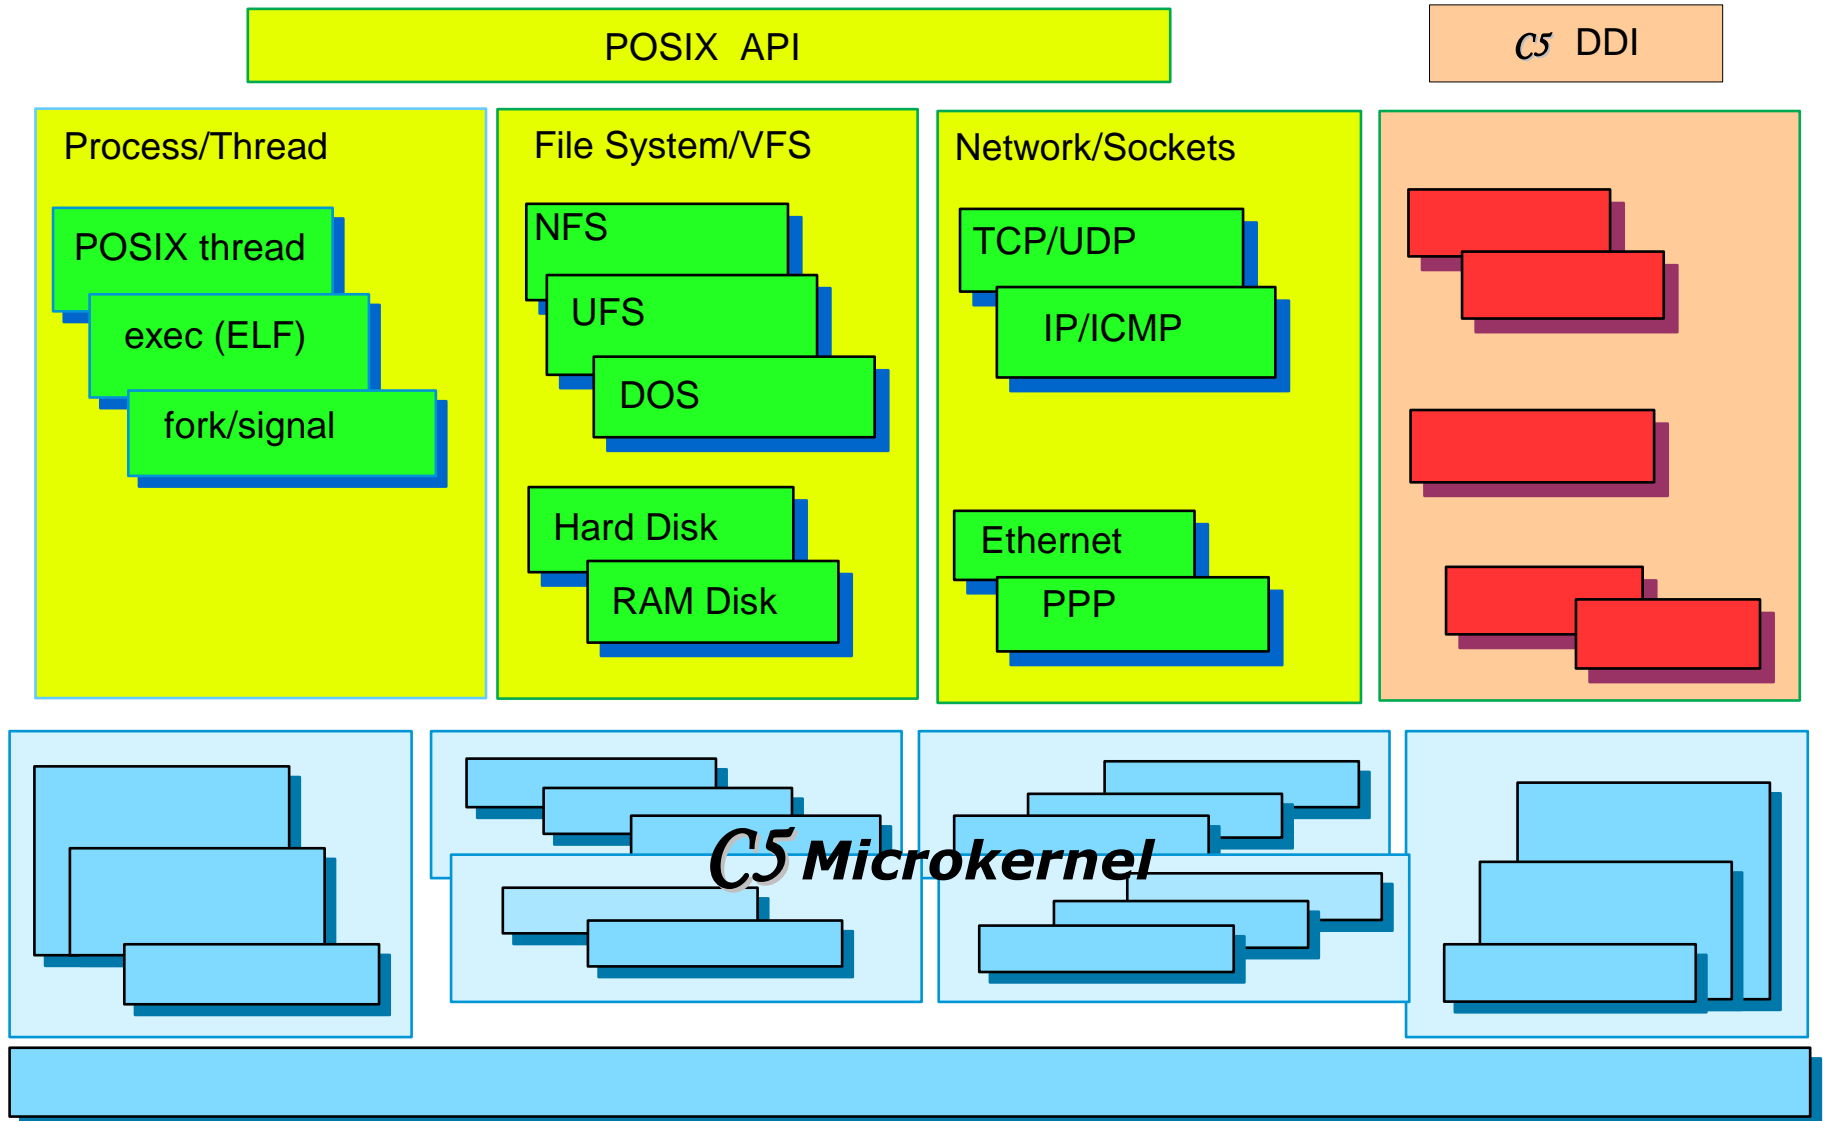 POSIX API
C5 DDI
Process/Thread
POSIX thread
exec (ELF)
fork/signal
File System/VFS
NFS
UFS
DOS
Hard Disk
RAM Disk
Network/Sockets
TCP/UDP
IP/ICMP
Ethernet
PPP
C5 Microkernel